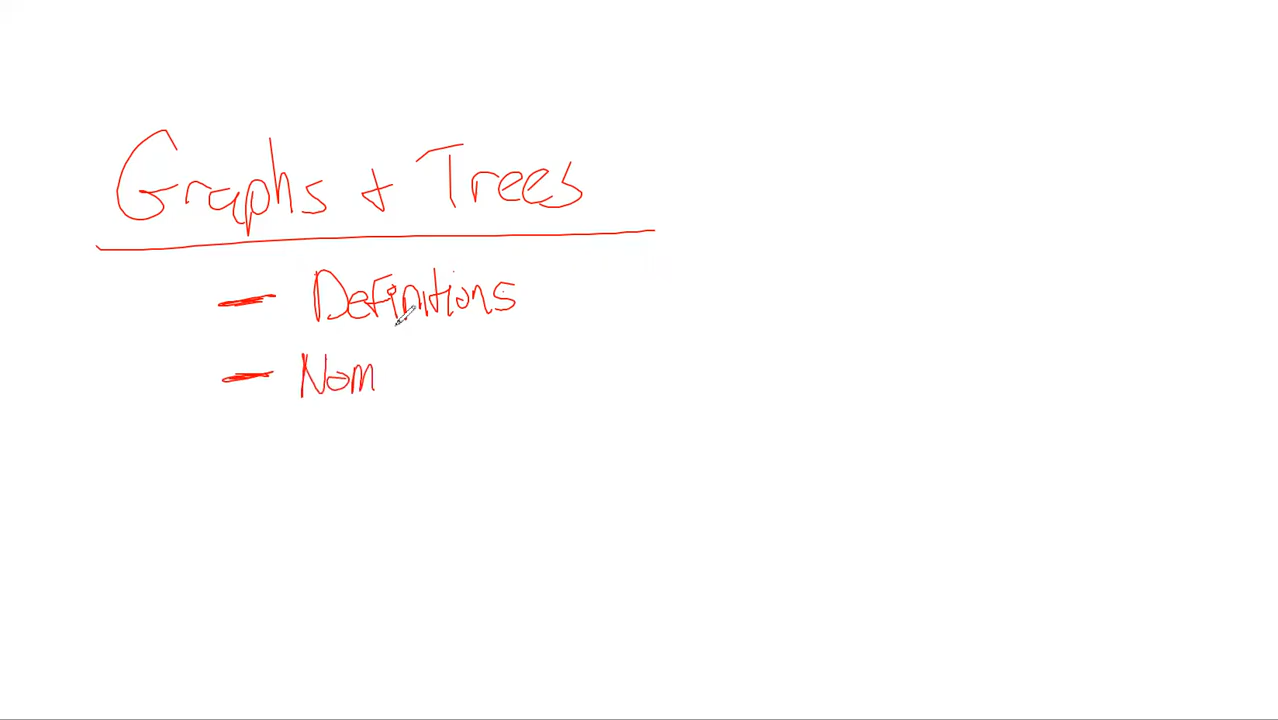 Graphs + Trees
- Definitions
- Nom